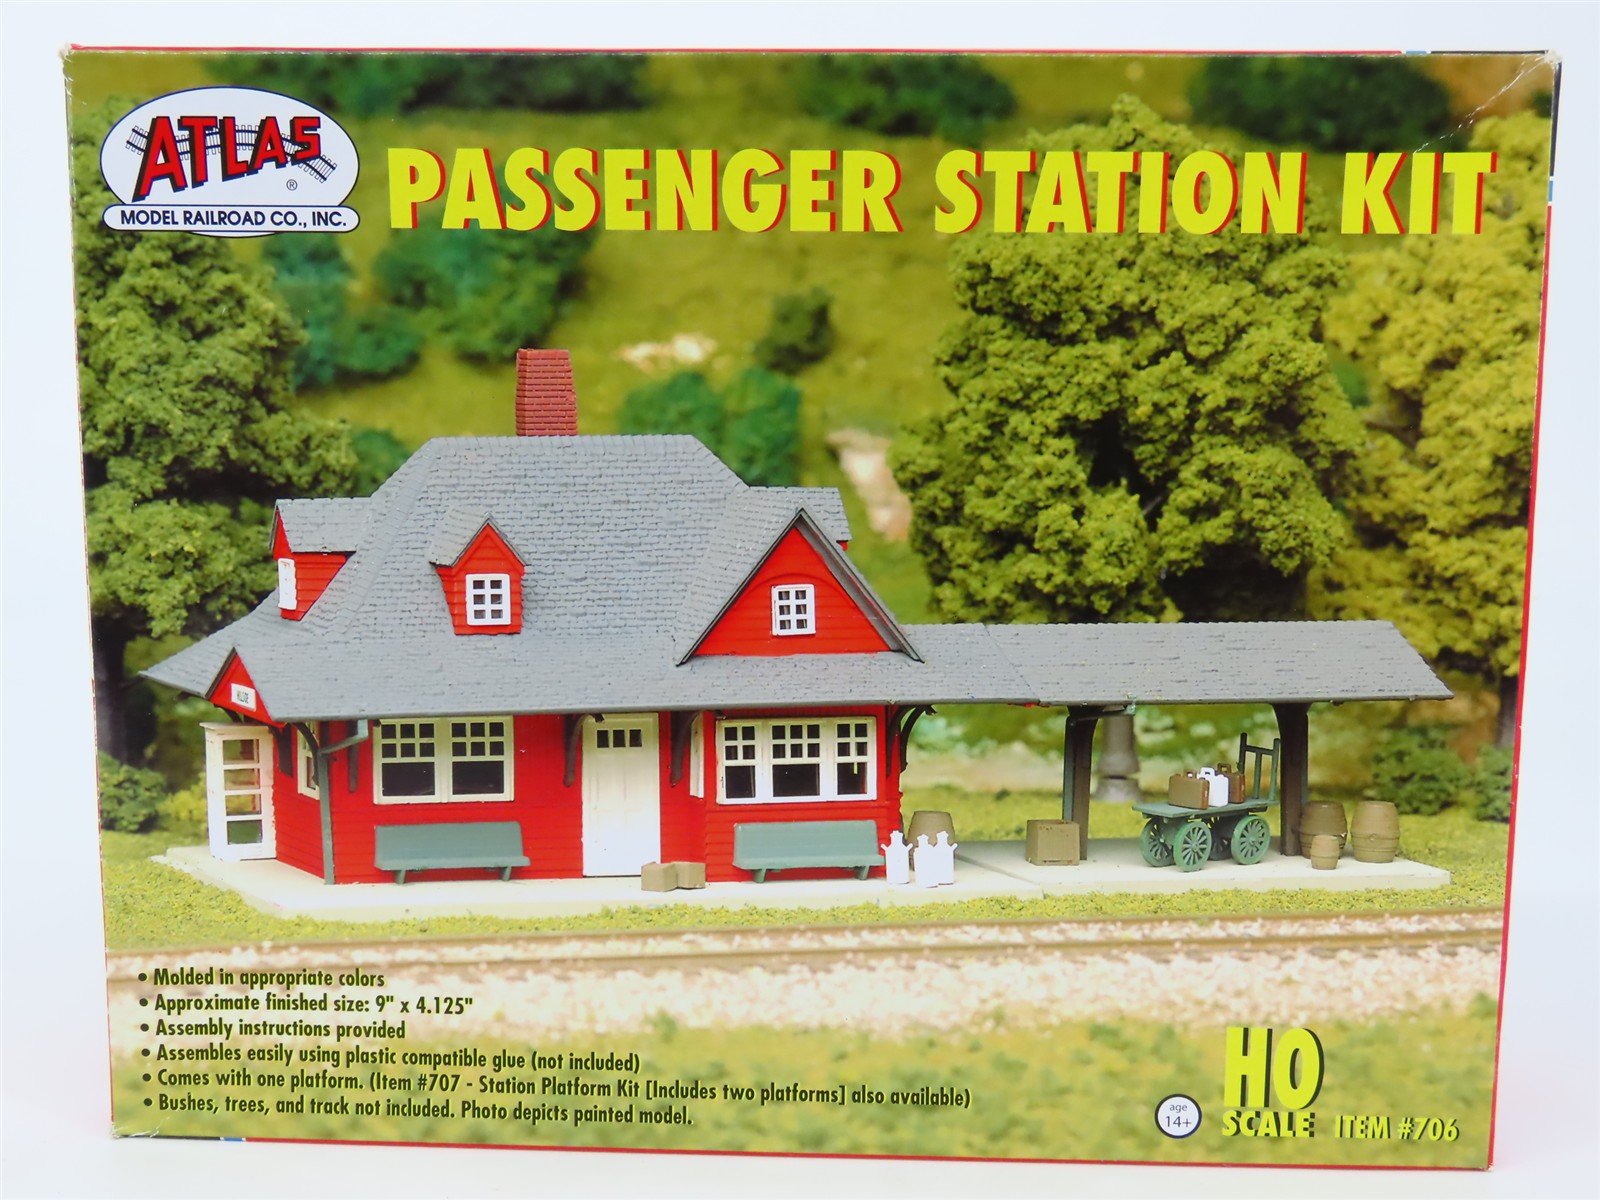 ATLAS
®
MODEL RAILROAD CO., INC.
PASSENGER STATION KIT
HILLSIDE
• Molded in appropriate colors
• Approximate finished size: 9" x 4.125"
• Assembly instructions provided
• Assembles easily using plastic compatible glue (not included)
• Comes with one platform. (Item #707 - Station Platform Kit [Includes two platforms] also available)
• Bushes, trees, and track not included. Photo depicts painted model.
age
14+
HO
SCALE ITEM #706